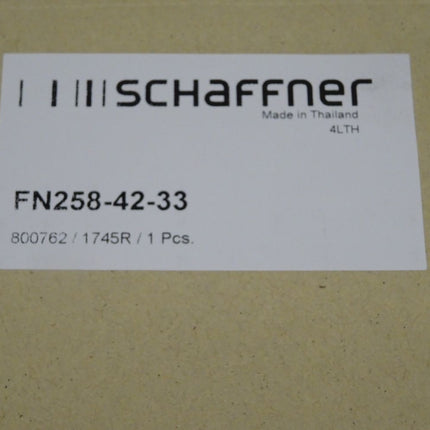 SCHaFFner
Made in Thailand
4LTH
FN258-42-33
800762 / 1745R / 1 Pcs.